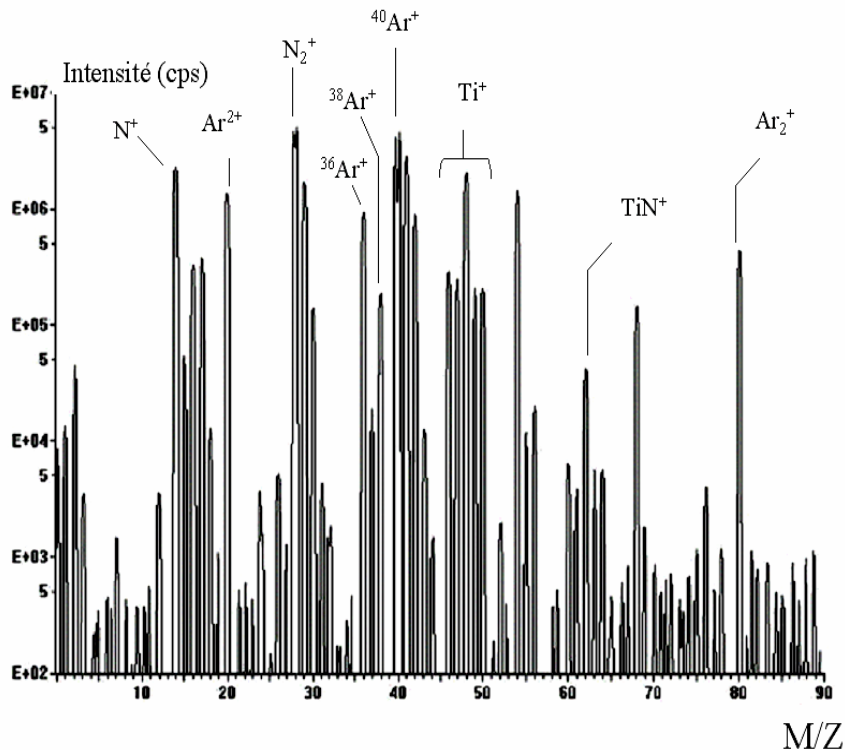 ⁴⁰Ar⁺
N₂⁺
Intensité (cps)
³⁸Ar⁺
Ti⁺
N⁺
Ar²⁺
Ar₂⁺
³⁶Ar⁺
TiN⁺
E+07
5
E+06
5
E+05
5
E+04
5
E+03
5
E+02
10 20 30 40 50 60 70 80 90
M/Z